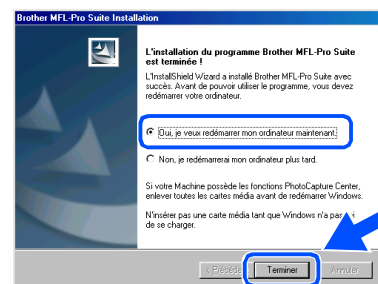 Brother MFL-Pro Suite Installation
L'installation du programme Brother MFL-Pro Suite
est terminée !
L'InstallShield Wizard a installé Brother MFL-Pro Suite avec
succès. Avant de pouvoir utiliser le programme, vous devez
redémarrer votre ordinateur.
Oui, je veux redémarrer mon ordinateur maintenant.
Non, je redémarrerai mon ordinateur plus tard.
Si votre Machine possède les fonctions PhotoCapture Center,
enlever toutes les cartes média avant de redémarrer Windows.
N'insérer pas une carte média tant que Windows n'a
de se charger.
Terminer
Annuler